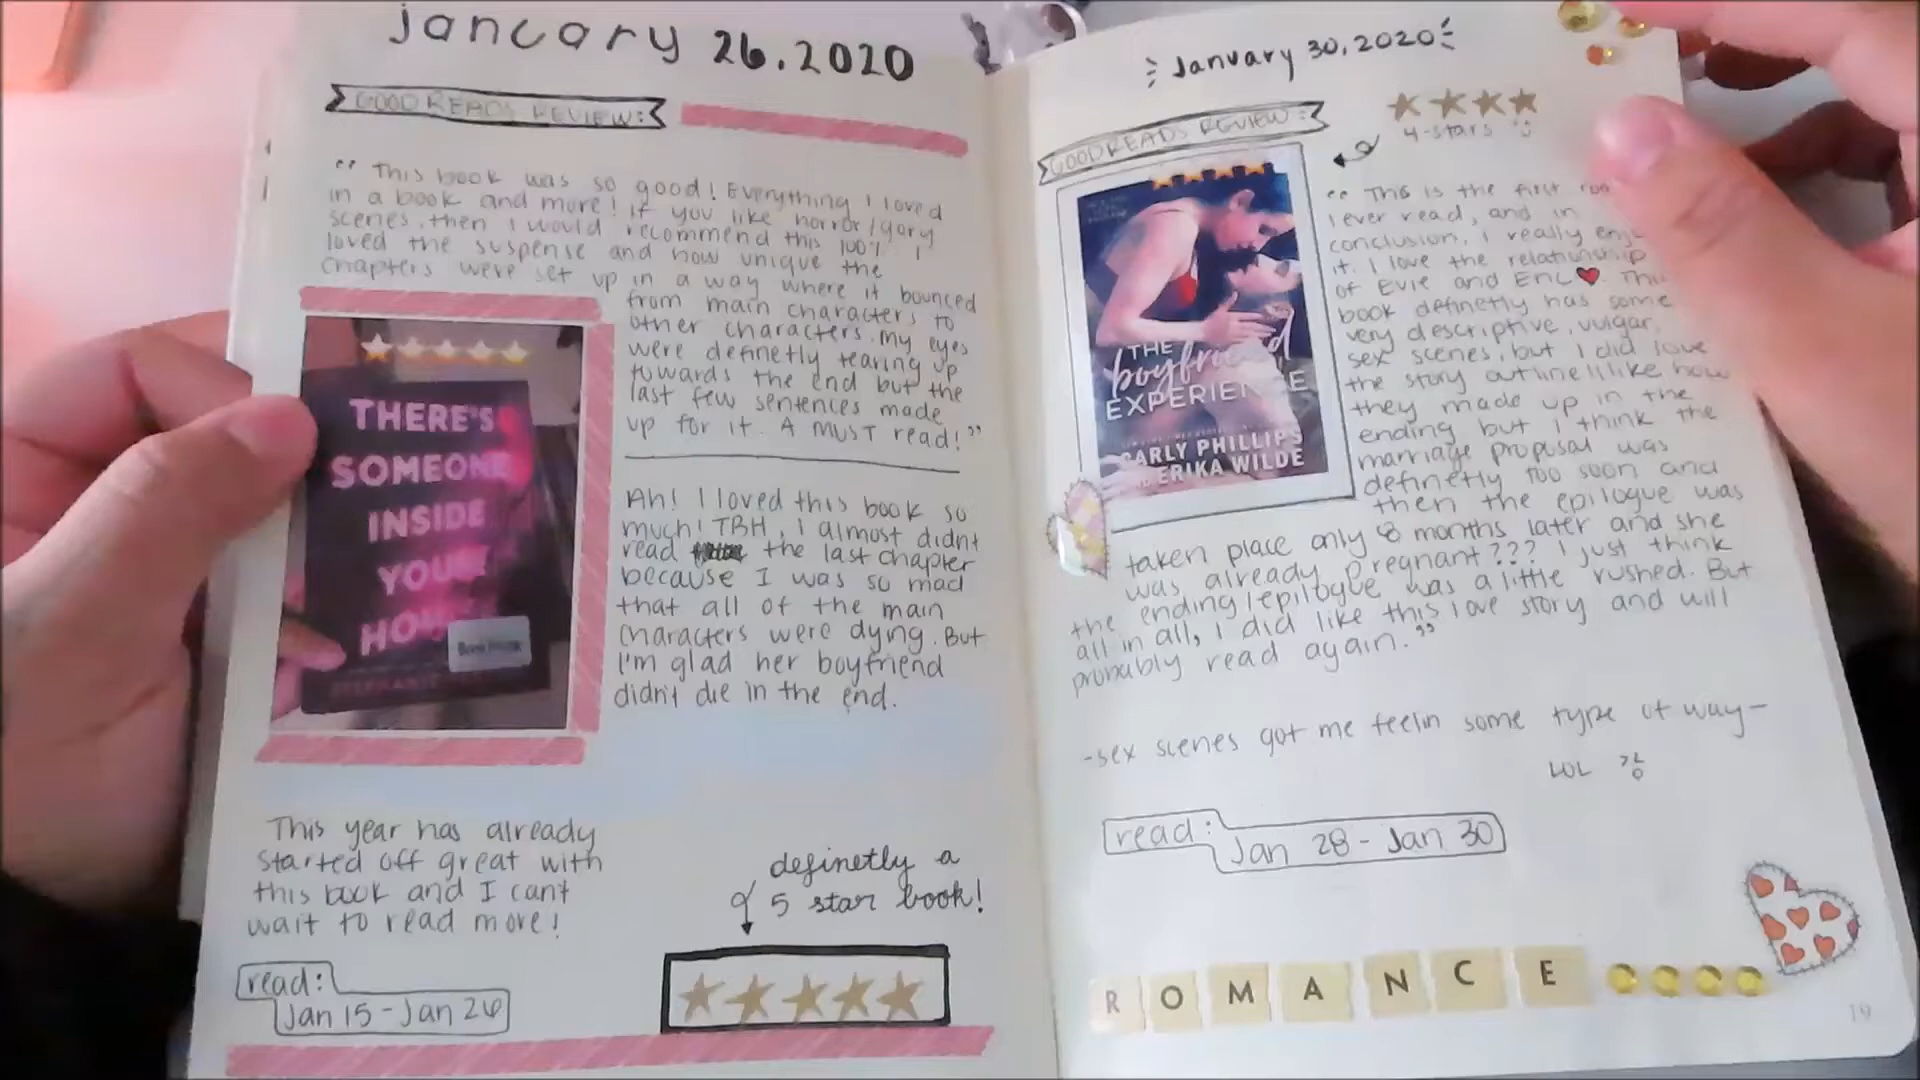 january 26.2020
GOODREADS REVIEW:
"This book was so good! Everything I loved
in a book and more! If you like horror/gory
scenes, then I would recommend this 100%. I
loved the suspense and how unique the
chapters were set up in a way where it bounced
from main characters to
other characters. My eyes
were definetly tearing up
towards the end but the
last few sentences made
up for it. A MUST read!"
THERE'S
SOMEONE
INSIDE
YOUR
HOUSE
Ah! I loved this book so
much! TBH, I almost didnt
read the last chapter
because I was so mad
that all of the main
characters were dying. But
I'm glad her boyfriend
didn't die in the end.
This year has already
started off great with
this book and I cant
wait to read more!
definetly a
5 star book!
read:
Jan 15 - Jan 26
January 30, 2020
GOODREADS REVIEW:
4-stars
THE
boyfriend
EXPERIENCE
CARLY PHILLIPS
ERIKA WILDE
"This is the first
I ever read, and in
conclusion, I really
it. I love the relationship
of Evie and Eric
book definetly has some
very descriptive, vulgar,
sex scenes, but I did love
the story outline! I like how
they made up in the
ending but I think the
marriage proposal was
definetly too soon and
then the epilogue was
taken place only 8 months later and she
was already pregnant??? I just think
the ending/epilogue was a little rushed. But
all in all, I did like this love story and will
probably read again."
-sex scenes got me feelin some type of way-
LOL
read:
Jan 28 - Jan 30
ROMANCE
19